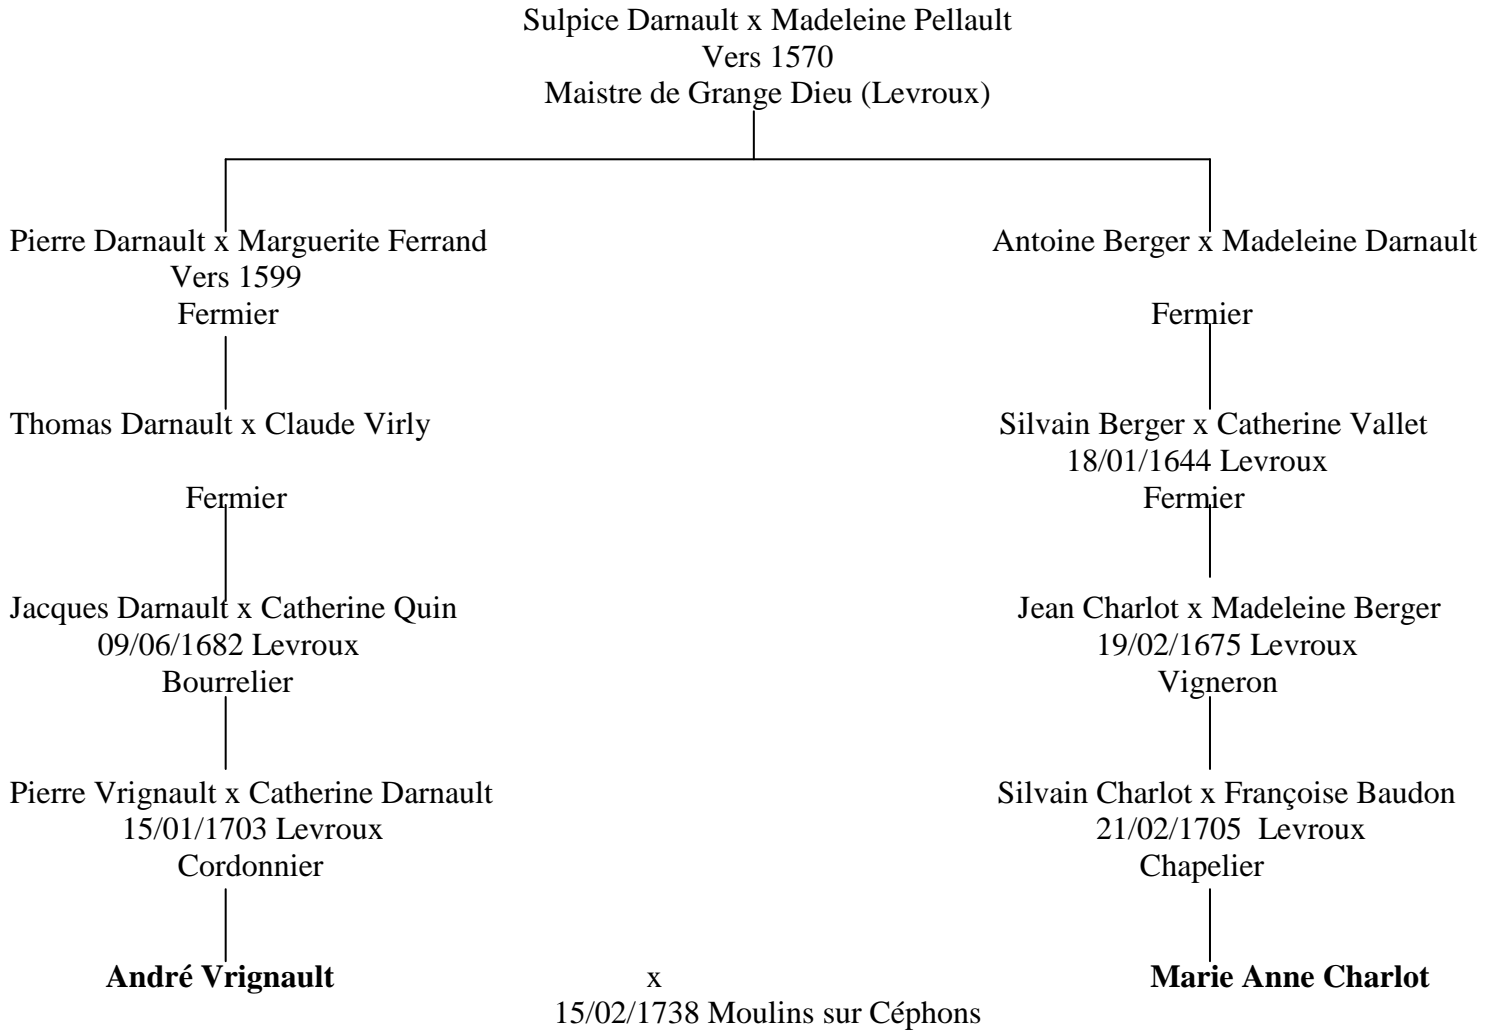 Sulpice Darnault x Madeleine Pellault
Vers 1570
Maistre de Grange Dieu (Levroux)
Pierre Darnault x Marguerite Ferrand
Vers 1599
Fermier
Antoine Berger x Madeleine Darnault
Fermier
Thomas Darnault x Claude Virly
Fermier
Silvain Berger x Catherine Vallet
18/01/1644 Levroux
Fermier
Jacques Darnault x Catherine Quin
09/06/1682 Levroux
Bourrelier
Jean Charlot x Madeleine Berger
19/02/1675 Levroux
Vigneron
Pierre Vrignault x Catherine Darnault
15/01/1703 Levroux
Cordonnier
Silvain Charlot x Françoise Baudon
21/02/1705 Levroux
Chapelier
André Vrignault x Marie Anne Charlot
15/02/1738 Moulins sur Céphons